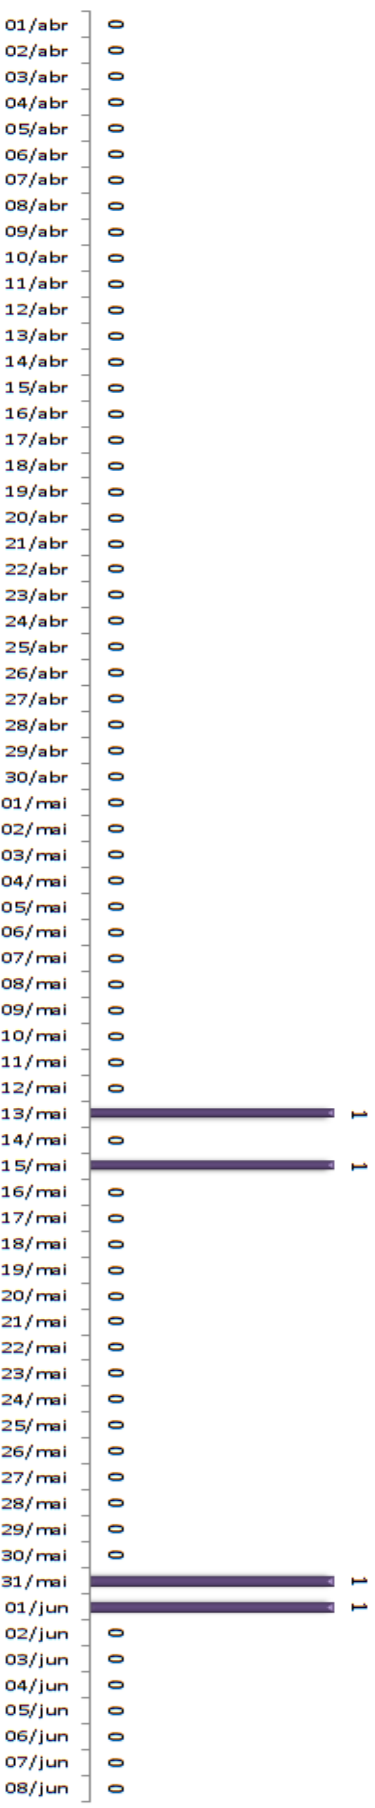 01/abr 0
02/abr 0
03/abr 0
04/abr 0
05/abr 0
06/abr 0
07/abr 0
08/abr 0
09/abr 0
10/abr 0
11/abr 0
12/abr 0
13/abr 0
14/abr 0
15/abr 0
16/abr 0
17/abr 0
18/abr 0
19/abr 0
20/abr 0
21/abr 0
22/abr 0
23/abr 0
24/abr 0
25/abr 0
26/abr 0
27/abr 0
28/abr 0
29/abr 0
30/abr 0
01/mai 0
02/mai 0
03/mai 0
04/mai 0
05/mai 0
06/mai 0
07/mai 0
08/mai 0
09/mai 0
10/mai 0
11/mai 0
12/mai 0
13/mai 1
14/mai 0
15/mai 1
16/mai 0
17/mai 0
18/mai 0
19/mai 0
20/mai 0
21/mai 0
22/mai 0
23/mai 0
24/mai 0
25/mai 0
26/mai 0
27/mai 0
28/mai 0
29/mai 0
30/mai 0
31/mai 1
01/jun 1
02/jun 0
03/jun 0
04/jun 0
05/jun 0
06/jun 0
07/jun 0
08/jun 0